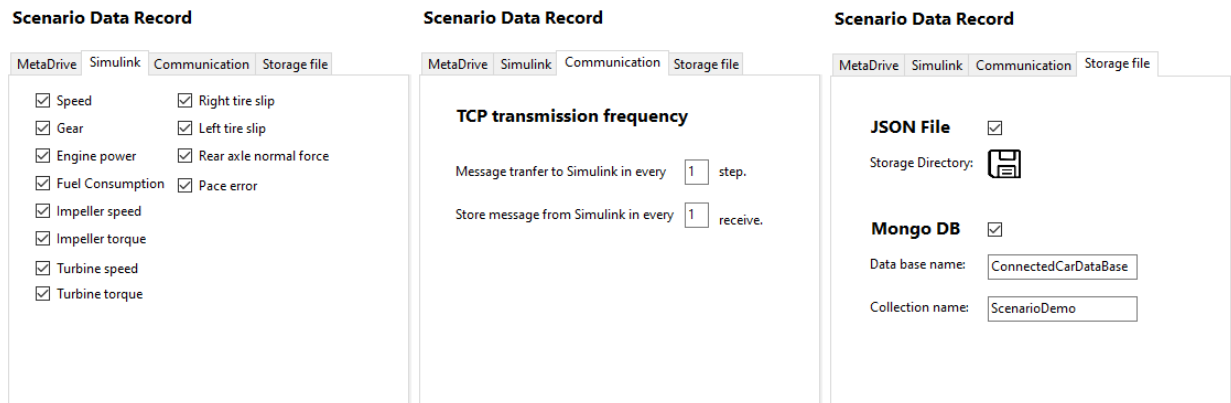 Scenario Data Record
MetaDrive Simulink Communication Storage file
Speed
Gear
Engine power
Fuel Consumption
Impeller speed
Impeller torque
Turbine speed
Turbine torque
Right tire slip
Left tire slip
Rear axle normal force
Pace error
Scenario Data Record
MetaDrive Simulink Communication Storage file
TCP transmission frequency
Message tranfer to Simulink in every 1 step.
Store message from Simulink in every 1 receive.
Scenario Data Record
MetaDrive Simulink Communication Storage file
JSON File
Storage Directory:
Mongo DB
Data base name: ConnectedCarDataBase
Collection name: ScenarioDemo